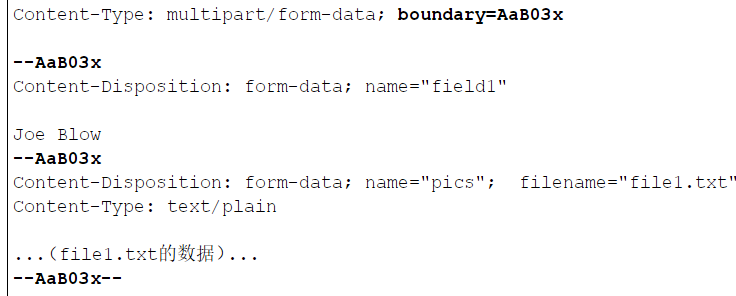 Content-Type: multipart/form-data; boundary=AaB03x
--AaB03x
Content-Disposition: form-data; name="field1"
Joe Blow
--AaB03x
Content-Disposition: form-data; name="pics";  filename="file1.txt"
Content-Type: text/plain
...(file1.txt的数据)...
--AaB03x--